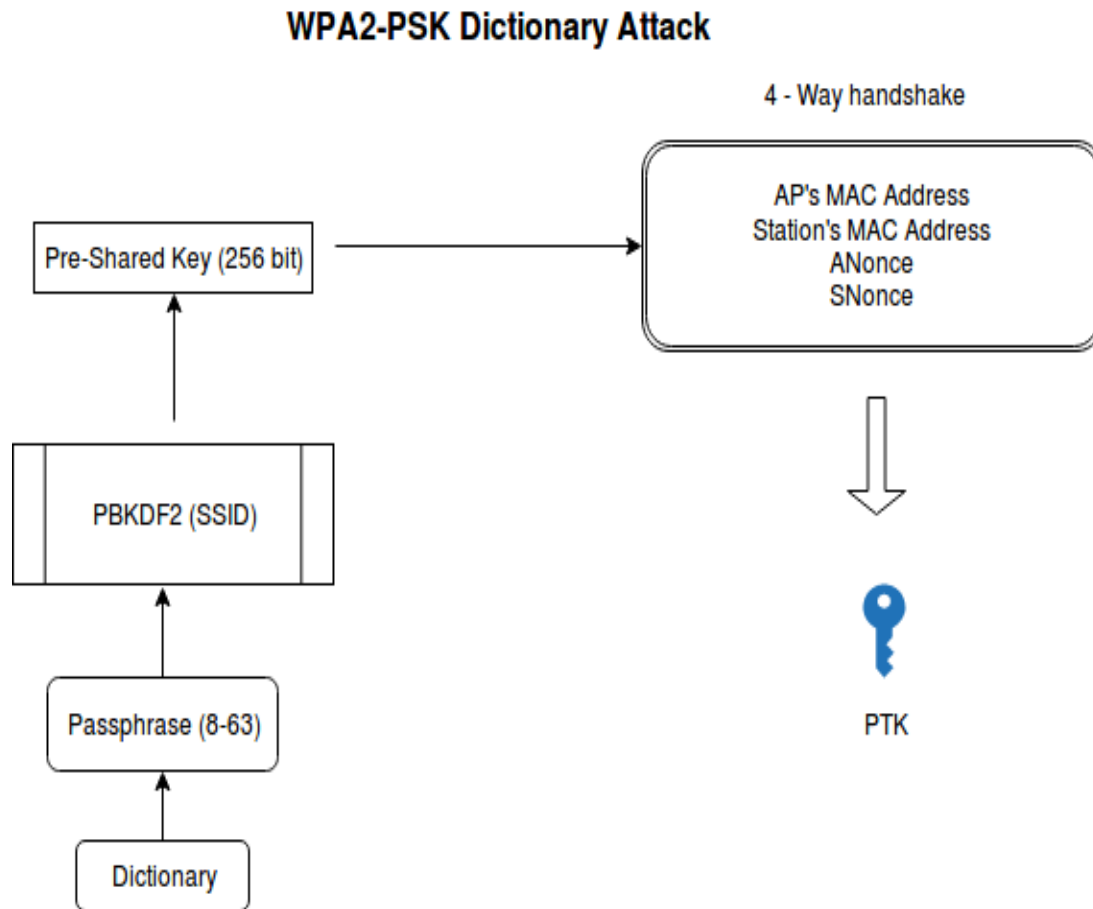 WPA2-PSK Dictionary Attack
4 - Way handshake
AP's MAC Address
Station's MAC Address
ANonce
SNonce
Pre-Shared Key (256 bit)
PBKDF2 (SSID)
Passphrase (8-63)
PTK
Dictionary